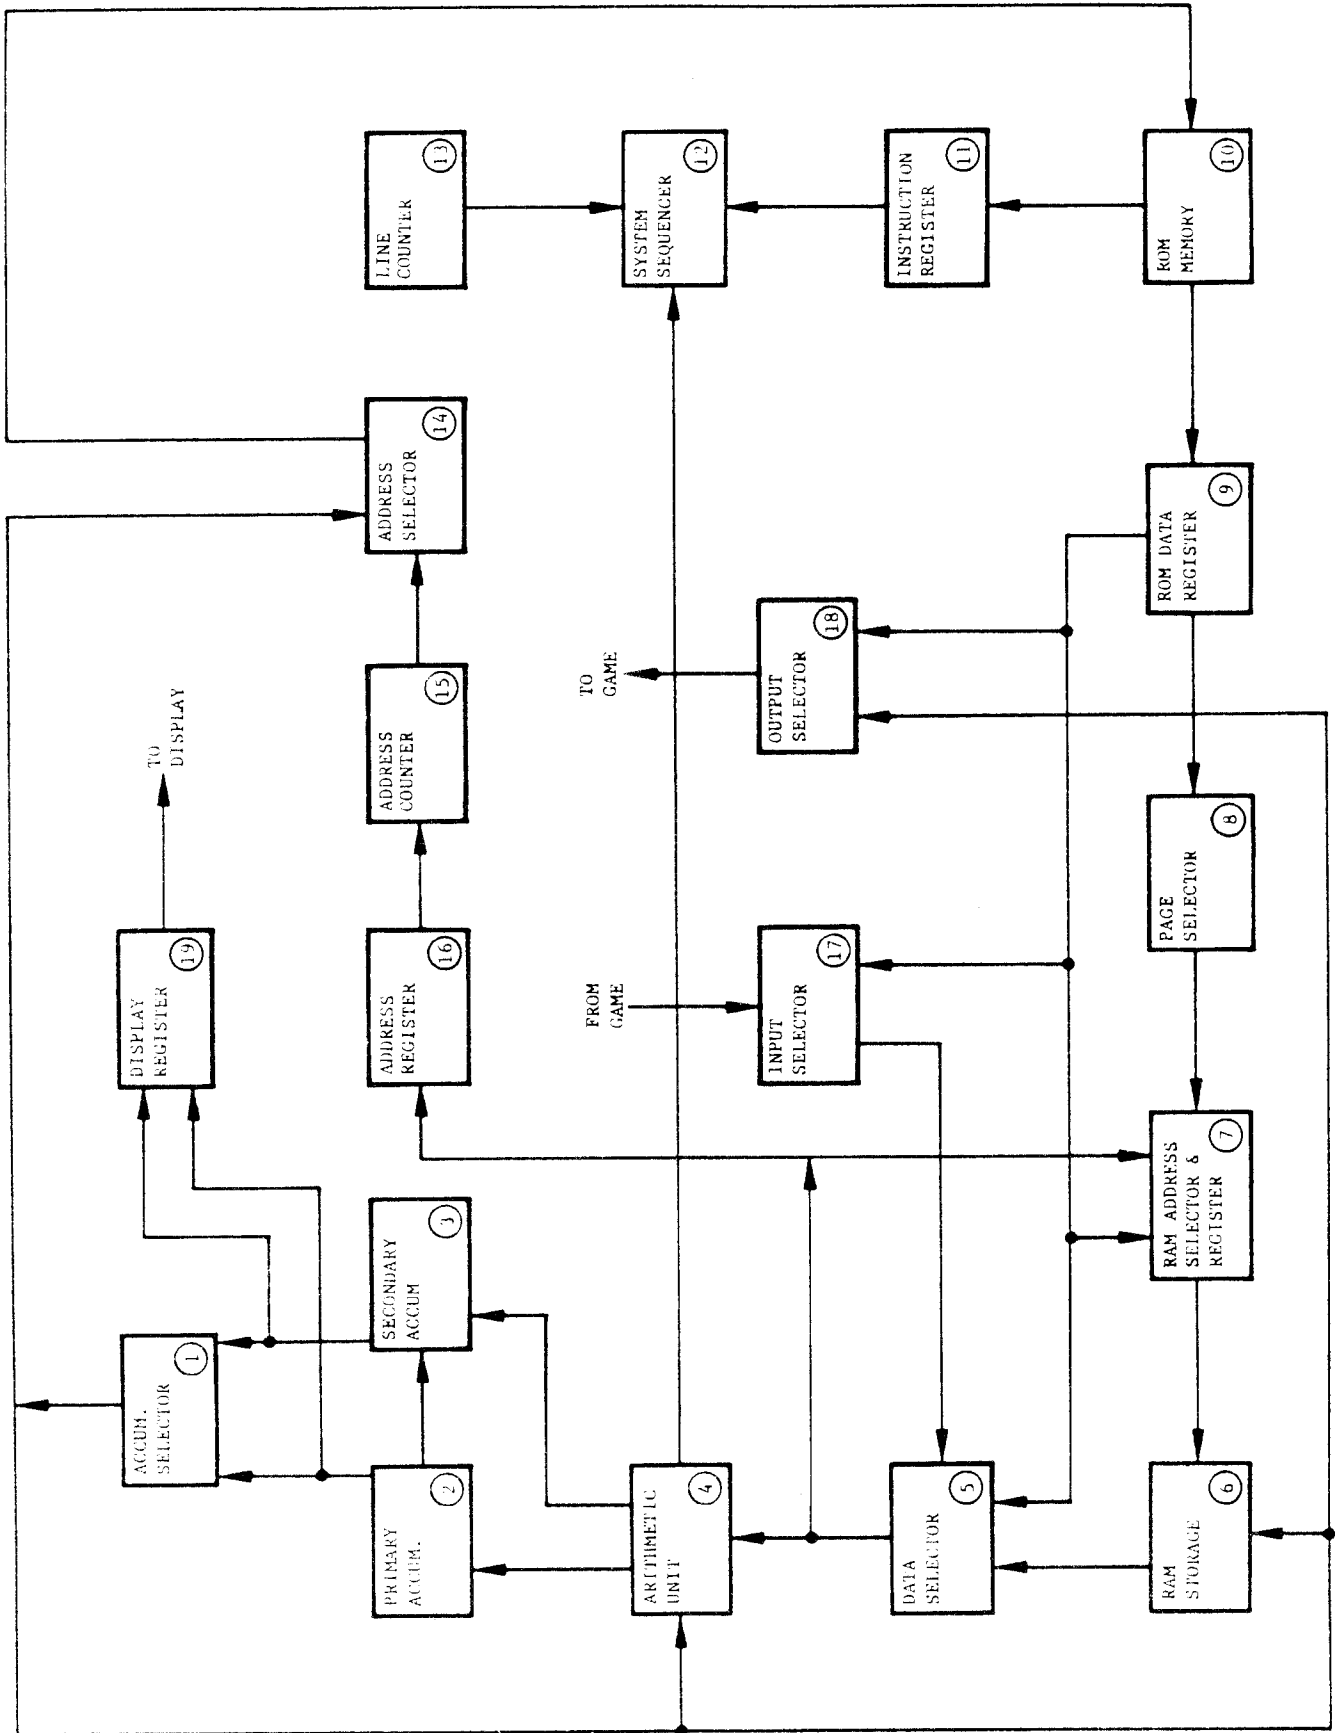 ACCUM.
SELECTOR
1
DISPLAY
REGISTER
19
TO
DISPLAY
PRIMARY
ACCUM.
2
SECONDARY
ACCUM
3
ADDRESS
REGISTER
16
ADDRESS
COUNTER
15
ADDRESS
SELECTOR
14
LINE
COUNTER
13
ARITHMETIC
UNIT
4
FROM
GAME
TO
GAME
SYSTEM
SEQUENCER
12
INPUT
SELECTOR
17
OUTPUT
SELECTOR
18
DATA
SELECTOR
5
INSTRUCTION
REGISTER
11
RAM
STORAGE
6
RAM ADDRESS
SELECTOR &
REGISTER
7
PAGE
SELECTOR
8
ROM DATA
REGISTER
9
ROM
MEMORY
10